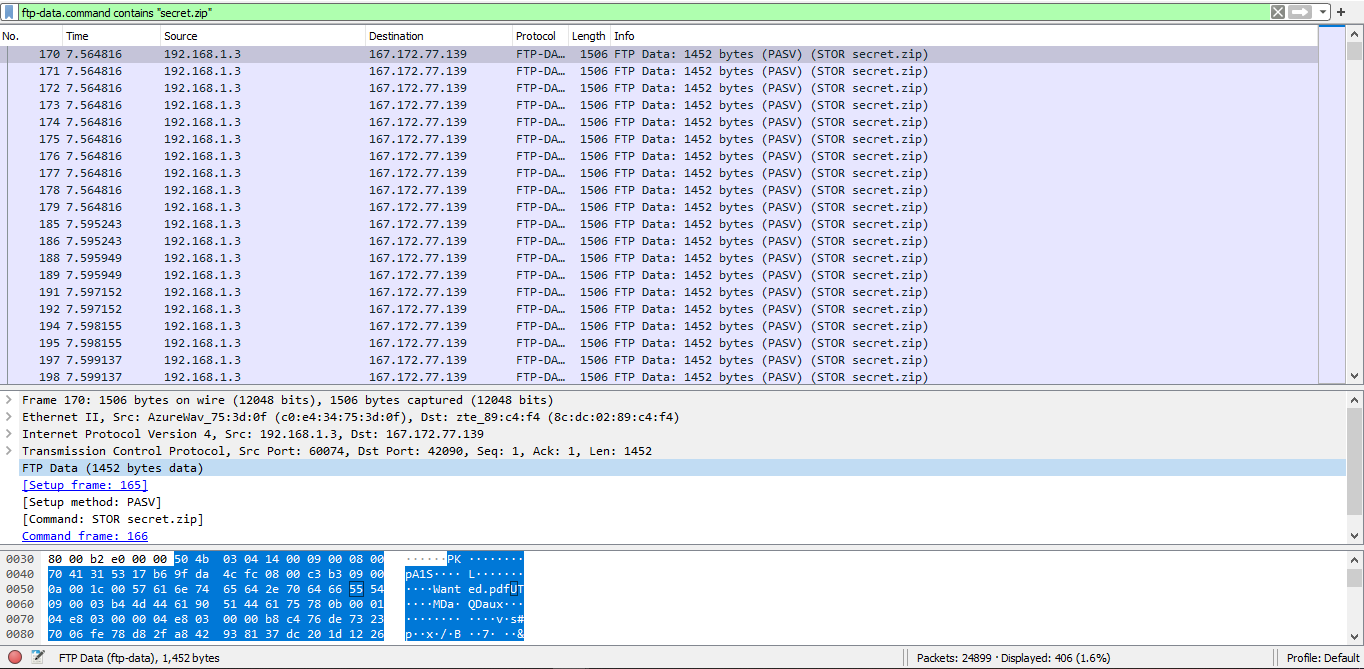 ftp-data.command contains "secret.zip"
No. Time Source Destination Protocol Length Info
170 7.564816 192.168.1.3 167.172.77.139 FTP-DA… 1506 FTP Data: 1452 bytes (PASV) (STOR secret.zip)
171 7.564816 192.168.1.3 167.172.77.139 FTP-DA… 1506 FTP Data: 1452 bytes (PASV) (STOR secret.zip)
172 7.564816 192.168.1.3 167.172.77.139 FTP-DA… 1506 FTP Data: 1452 bytes (PASV) (STOR secret.zip)
173 7.564816 192.168.1.3 167.172.77.139 FTP-DA… 1506 FTP Data: 1452 bytes (PASV) (STOR secret.zip)
174 7.564816 192.168.1.3 167.172.77.139 FTP-DA… 1506 FTP Data: 1452 bytes (PASV) (STOR secret.zip)
175 7.564816 192.168.1.3 167.172.77.139 FTP-DA… 1506 FTP Data: 1452 bytes (PASV) (STOR secret.zip)
176 7.564816 192.168.1.3 167.172.77.139 FTP-DA… 1506 FTP Data: 1452 bytes (PASV) (STOR secret.zip)
177 7.564816 192.168.1.3 167.172.77.139 FTP-DA… 1506 FTP Data: 1452 bytes (PASV) (STOR secret.zip)
178 7.564816 192.168.1.3 167.172.77.139 FTP-DA… 1506 FTP Data: 1452 bytes (PASV) (STOR secret.zip)
179 7.564816 192.168.1.3 167.172.77.139 FTP-DA… 1506 FTP Data: 1452 bytes (PASV) (STOR secret.zip)
185 7.595243 192.168.1.3 167.172.77.139 FTP-DA… 1506 FTP Data: 1452 bytes (PASV) (STOR secret.zip)
186 7.595243 192.168.1.3 167.172.77.139 FTP-DA… 1506 FTP Data: 1452 bytes (PASV) (STOR secret.zip)
188 7.595949 192.168.1.3 167.172.77.139 FTP-DA… 1506 FTP Data: 1452 bytes (PASV) (STOR secret.zip)
189 7.595949 192.168.1.3 167.172.77.139 FTP-DA… 1506 FTP Data: 1452 bytes (PASV) (STOR secret.zip)
191 7.597152 192.168.1.3 167.172.77.139 FTP-DA… 1506 FTP Data: 1452 bytes (PASV) (STOR secret.zip)
192 7.597152 192.168.1.3 167.172.77.139 FTP-DA… 1506 FTP Data: 1452 bytes (PASV) (STOR secret.zip)
194 7.598155 192.168.1.3 167.172.77.139 FTP-DA… 1506 FTP Data: 1452 bytes (PASV) (STOR secret.zip)
195 7.598155 192.168.1.3 167.172.77.139 FTP-DA… 1506 FTP Data: 1452 bytes (PASV) (STOR secret.zip)
197 7.599137 192.168.1.3 167.172.77.139 FTP-DA… 1506 FTP Data: 1452 bytes (PASV) (STOR secret.zip)
198 7.599137 192.168.1.3 167.172.77.139 FTP-DA… 1506 FTP Data: 1452 bytes (PASV) (STOR secret.zip)
Frame 170: 1506 bytes on wire (12048 bits), 1506 bytes captured (12048 bits)
Ethernet II, Src: AzureWav_75:3d:0f (c0:e4:34:75:3d:0f), Dst: zte_89:c4:f4 (8c:dc:02:89:c4:f4)
Internet Protocol Version 4, Src: 192.168.1.3, Dst: 167.172.77.139
Transmission Control Protocol, Src Port: 60074, Dst Port: 42090, Seq: 1, Ack: 1, Len: 1452
FTP Data (1452 bytes data)
[Setup frame: 165]
[Setup method: PASV]
[Command: STOR secret.zip]
Command frame: 166
0030 80 00 b2 e0 00 00 50 4b 03 04 14 00 09 00 08 00 ······PK ········
0040 70 41 31 53 17 b6 9f da 4c fc 08 00 c3 b3 09 00 pA1S···· L·······
0050 0a 00 1c 00 57 61 6e 74 65 64 2e 70 64 66 55 54 ····Want ed.pdfUT
0060 09 00 03 b4 4d 44 61 90 51 44 61 75 78 0b 00 01 ····MDa· QDaux···
0070 04 e8 03 00 00 04 e8 03 00 00 b8 c4 76 de 73 23 ········ ····v·s#
0080 70 06 fe 78 d8 2f a8 42 93 81 37 dc 20 1d 12 26 p··x·/·B ··7· ··&
FTP Data (ftp-data), 1,452 bytes Packets: 24899 · Displayed: 406 (1.6%) Profile: Default